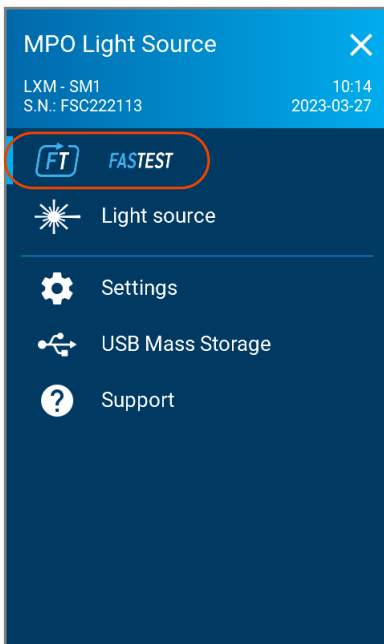 MPO Light Source
LXM - SM1 10:14
S.N.: FSC222113 2023-03-27
FT FASTEST
Light source
Settings
USB Mass Storage
? Support